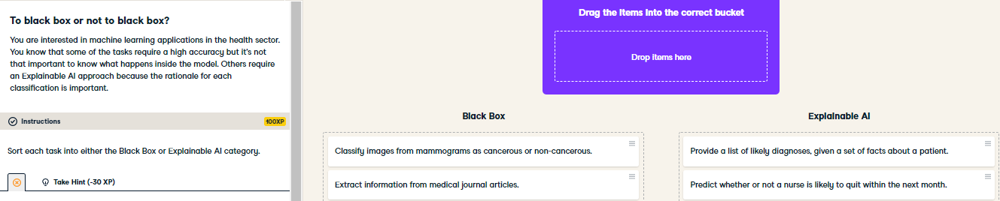 To black box or not to black box?
You are interested in machine learning applications in the health sector.
You know that some of the tasks require a high accuracy but it's not
that important to know what happens inside the model. Others require
an Explainable AI approach because the rationale for each
classification is important.
Instructions
100XP
Sort each task into either the Black Box or Explainable AI category.
Take Hint (-30 XP)
Drag the items into the correct bucket
Drop items here
Black Box
Classify images from mammograms as cancerous or non-cancerous.
Extract information from medical journal articles.
Explainable AI
Provide a list of likely diagnoses, given a set of facts about a patient.
Predict whether or not a nurse is likely to quit within the next month.